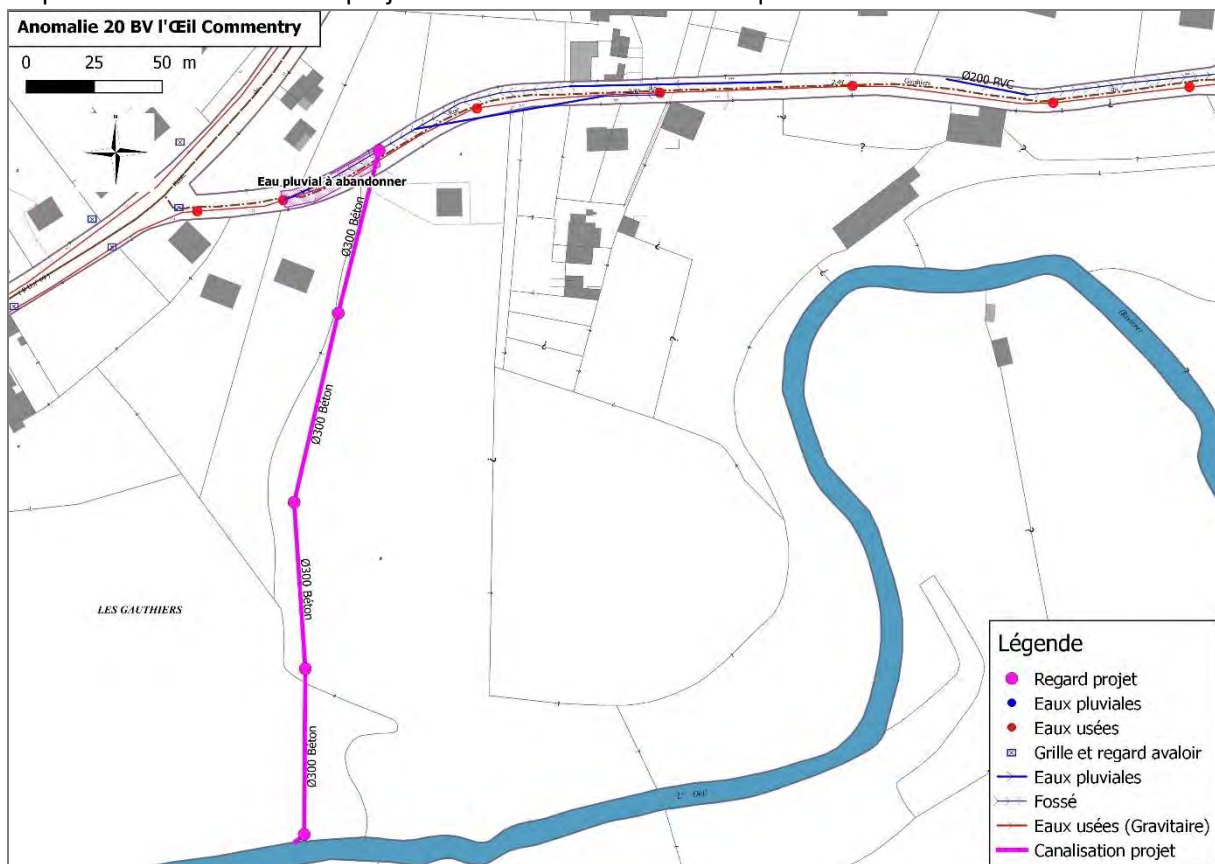 Anomalie 20 BV l'Œil Commentry
0 25 50 m
Ø200 PVC
Eau pluvial à abandonner
Ø300 Béton
Ø300 Béton
Ø300 Béton
Ø300 Béton
(Rivière)
LES GAUTHIERS
L' Œil
Légende
Regard projet
Eaux pluviales
Eaux usées
Grille et regard avaloir
Eaux pluviales
Fossé
Eaux usées (Gravitaire)
Canalisation projet